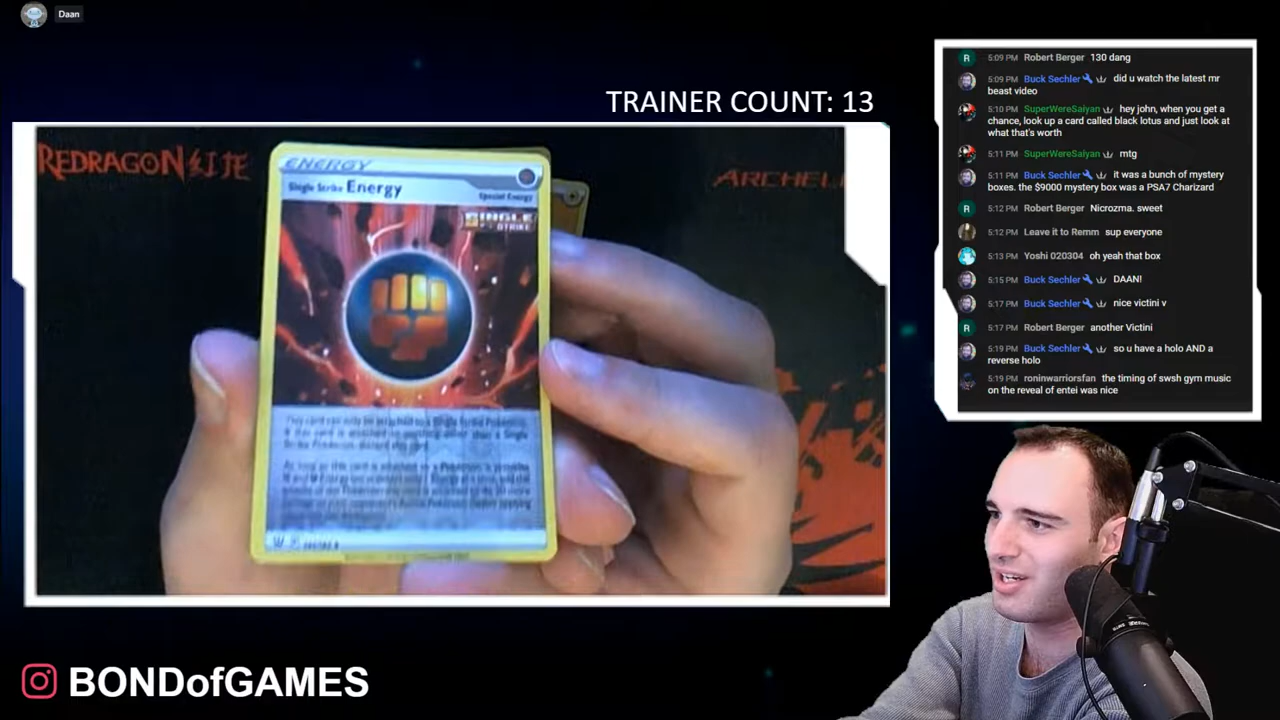 Daan
TRAINER COUNT: 13
REDRAGON 红龙
ENERGY
Single Strike Energy
Special Energy
SINGLE
STRIKE
BONDofGAMES
R 5:09 PM Robert Berger 130 dang
5:09 PM Buck Sechler did u watch the latest mr
beast video
5:10 PM SuperWereSaiyan hey john, when you get a
chance, look up a card called black lotus and just look at
what that's worth
5:11 PM SuperWereSaiyan mtg
5:11 PM Buck Sechler it was a bunch of mystery
boxes. the $9000 mystery box was a PSA7 Charizard
R 5:12 PM Robert Berger Nicrozma. sweet
5:12 PM Leave it to Remm sup everyone
5:13 PM Yoshi 020304 oh yeah that box
5:15 PM Buck Sechler DAAN!
5:17 PM Buck Sechler nice victini v
R 5:17 PM Robert Berger another Victini
5:19 PM Buck Sechler so u have a holo AND a
reverse holo
5:19 PM roninwarriorsfan the timing of swsh gym music
on the reveal of entei was nice